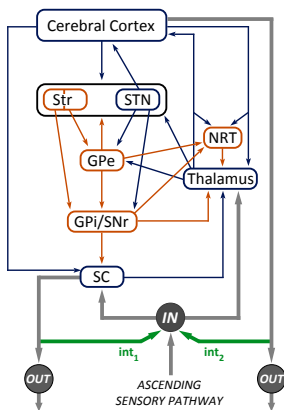 Cerebral Cortex
Str
STN
NRT
GPe
Thalamus
GPi/SNr
SC
IN
int1
int2
OUT
OUT
ASCENDING
SENSORY PATHWAY